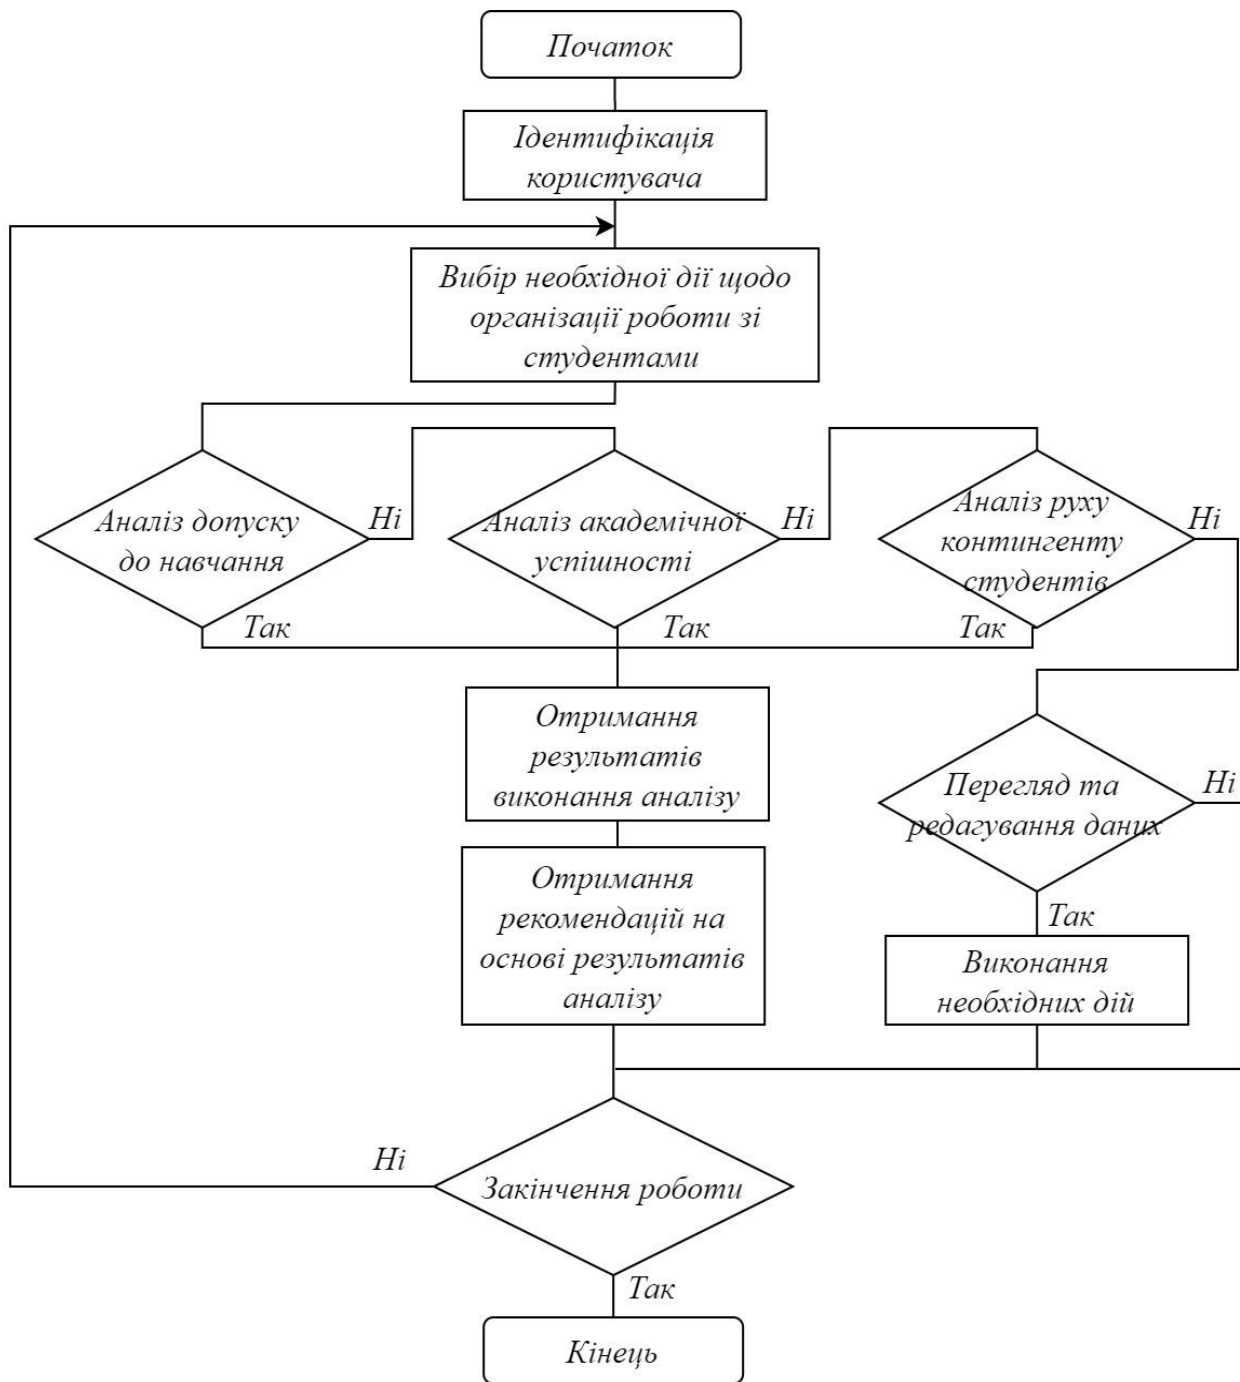 Початок
Ідентифікація
користувача
Вибір необхідної дії щодо
організації роботи зі
студентами
Аналіз допуску
до навчання
Ні
Аналіз академічної
успішності
Ні
Аналіз руху
контингенту
студентів
Ні
Так
Так
Так
Отримання
результатів
виконання аналізу
Перегляд та
редагування даних
Ні
Отримання
рекомендацій на
основі результатів
аналізу
Так
Виконання
необхідних дій
Ні
Закінчення роботи
Так
Кінець